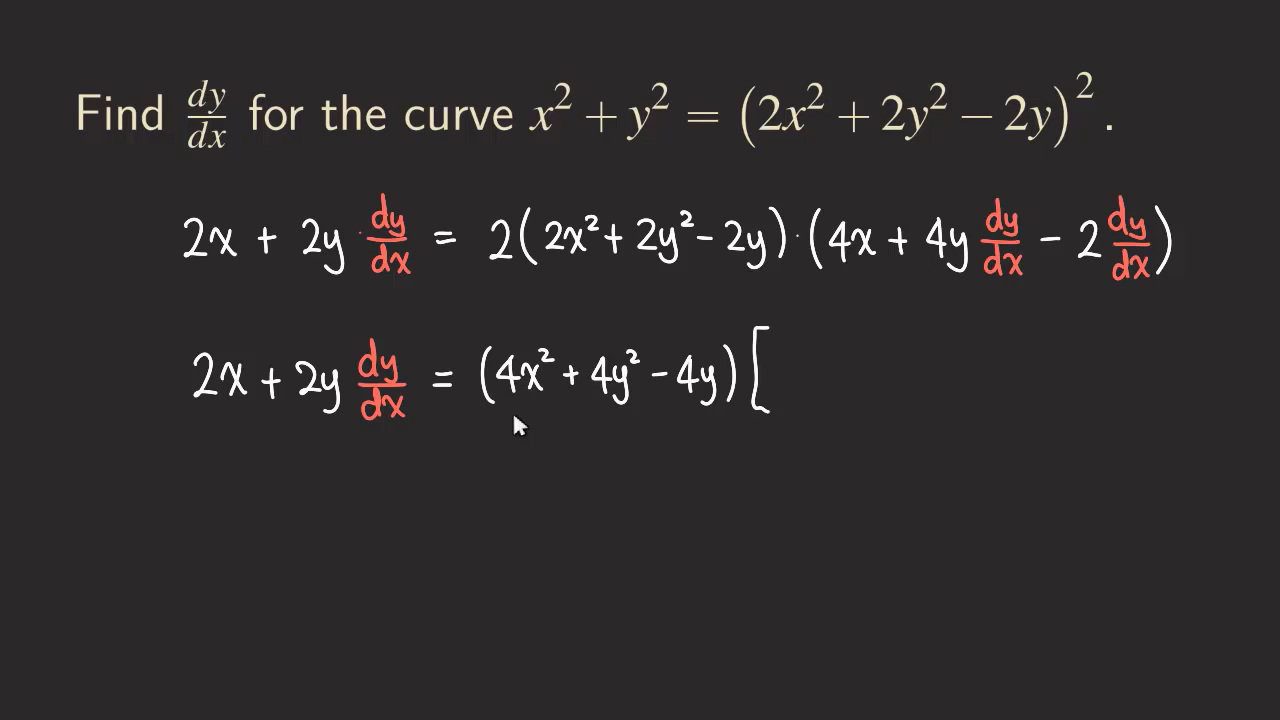 Find dy/dx for the curve x² + y² = (2x² + 2y² − 2y)².
2x + 2y · dy/dx = 2(2x² + 2y² − 2y) · (4x + 4y dy/dx − 2 dy/dx)
2x + 2y dy/dx = (4x² + 4y² − 4y) [